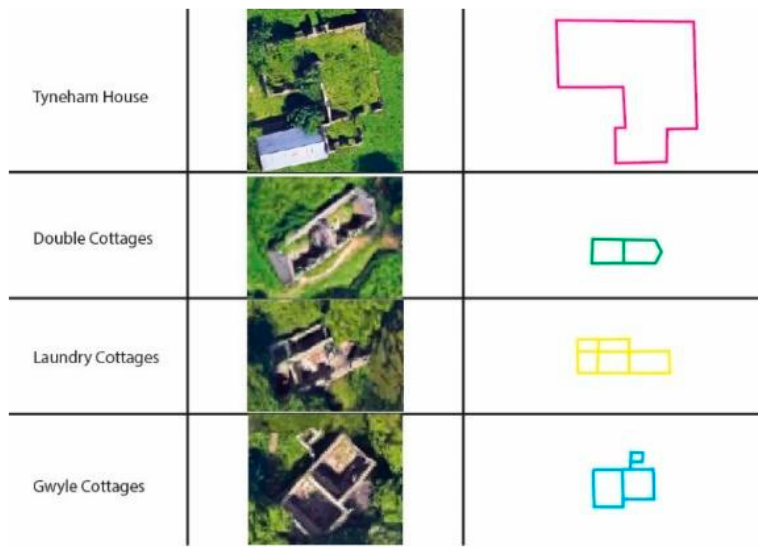 Tyneham House
Double Cottages
Laundry Cottages
Gwyle Cottages